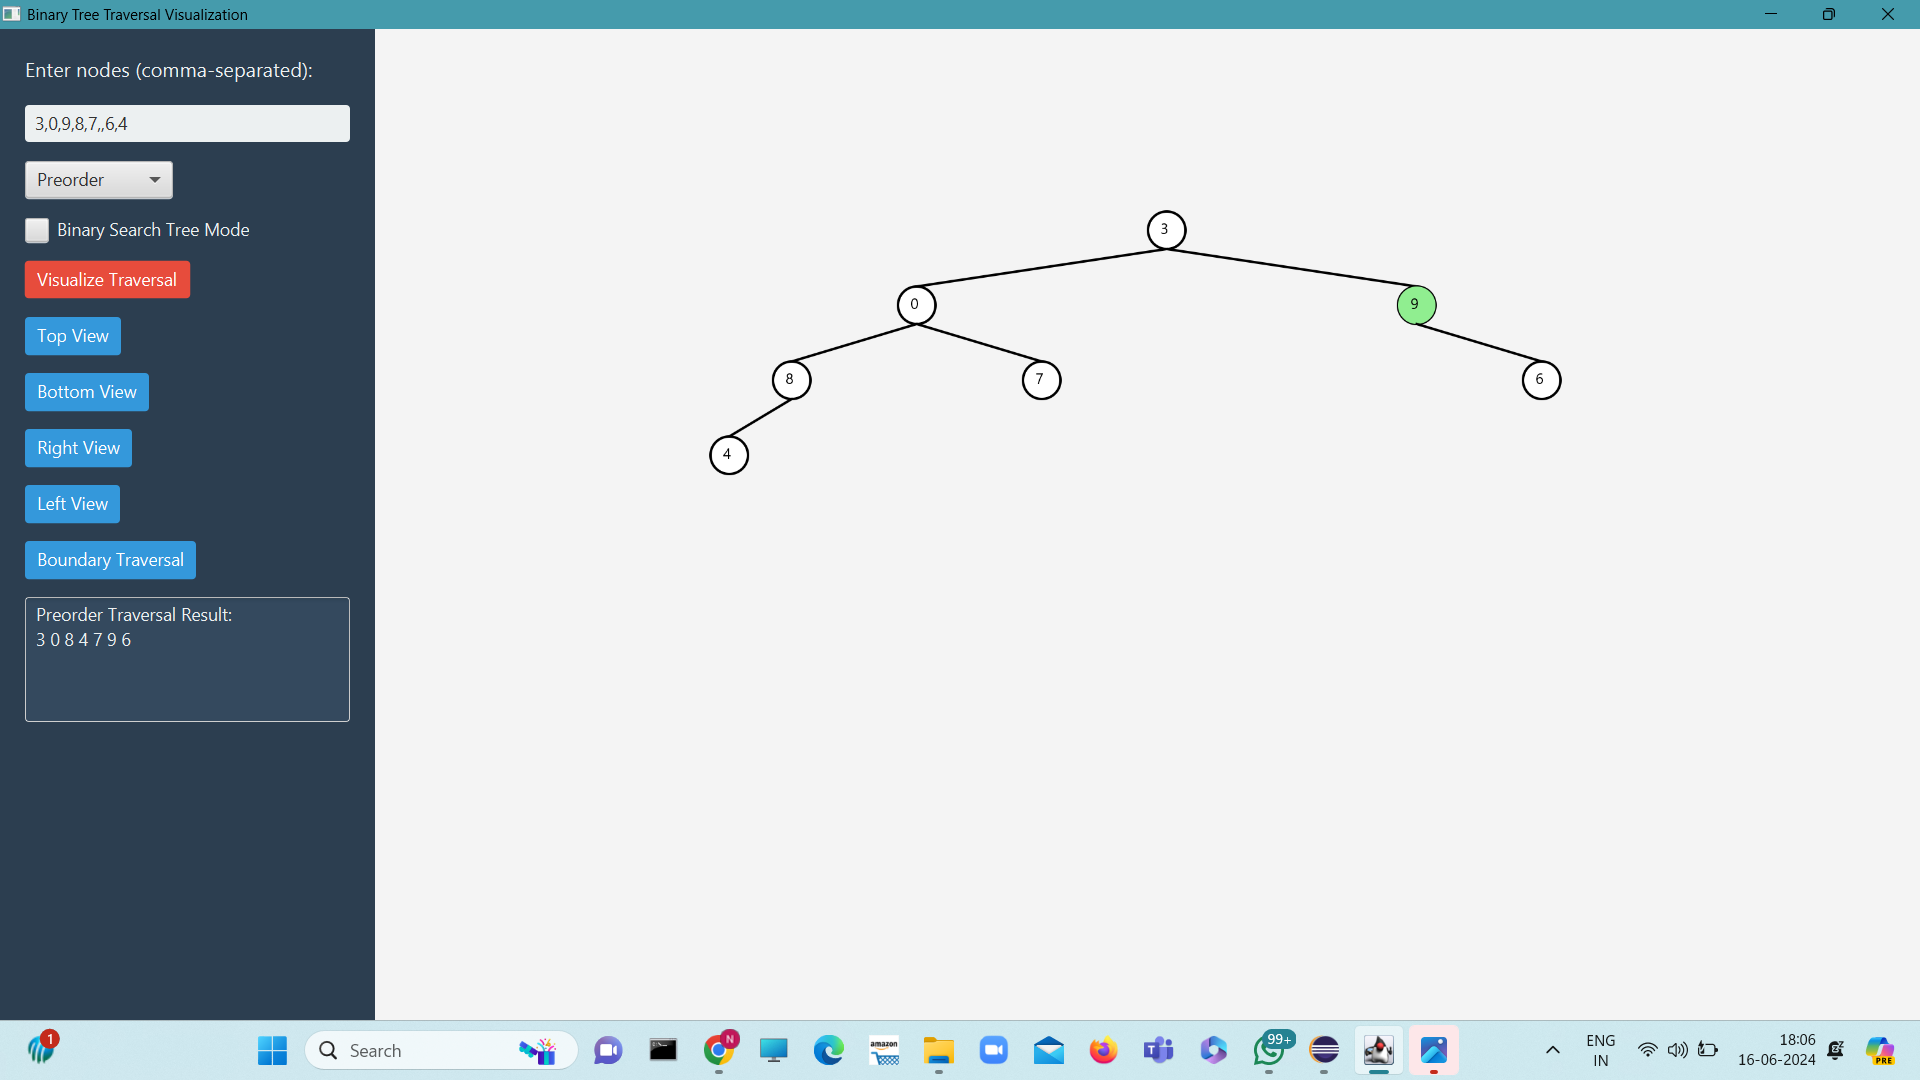 Binary Tree Traversal Visualization
Enter nodes (comma-separated):
3,0,9,8,7,,6,4
Preorder
Binary Search Tree Mode
Visualize Traversal
Top View
Bottom View
Right View
Left View
Boundary Traversal
Preorder Traversal Result:
3 0 8 4 7 9 6
3
0
9
8
7
6
4
1
Search
N
amazon
99+
PRE
ENG
IN
18:06
16-06-2024